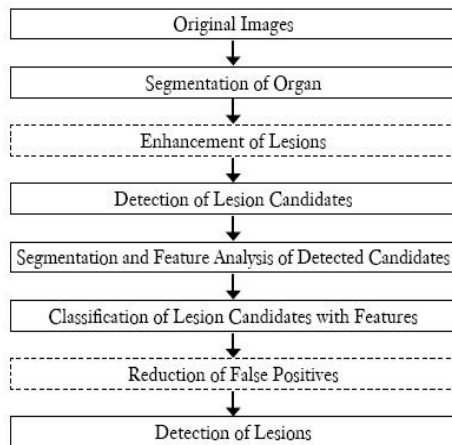 Original Images
Segmentation of Organ
Enhancement of Lesions
Detection of Lesion Candidates
Segmentation and Feature Analysis of Detected Candidates
Classification of Lesion Candidates with Features
Reduction of False Positives
Detection of Lesions